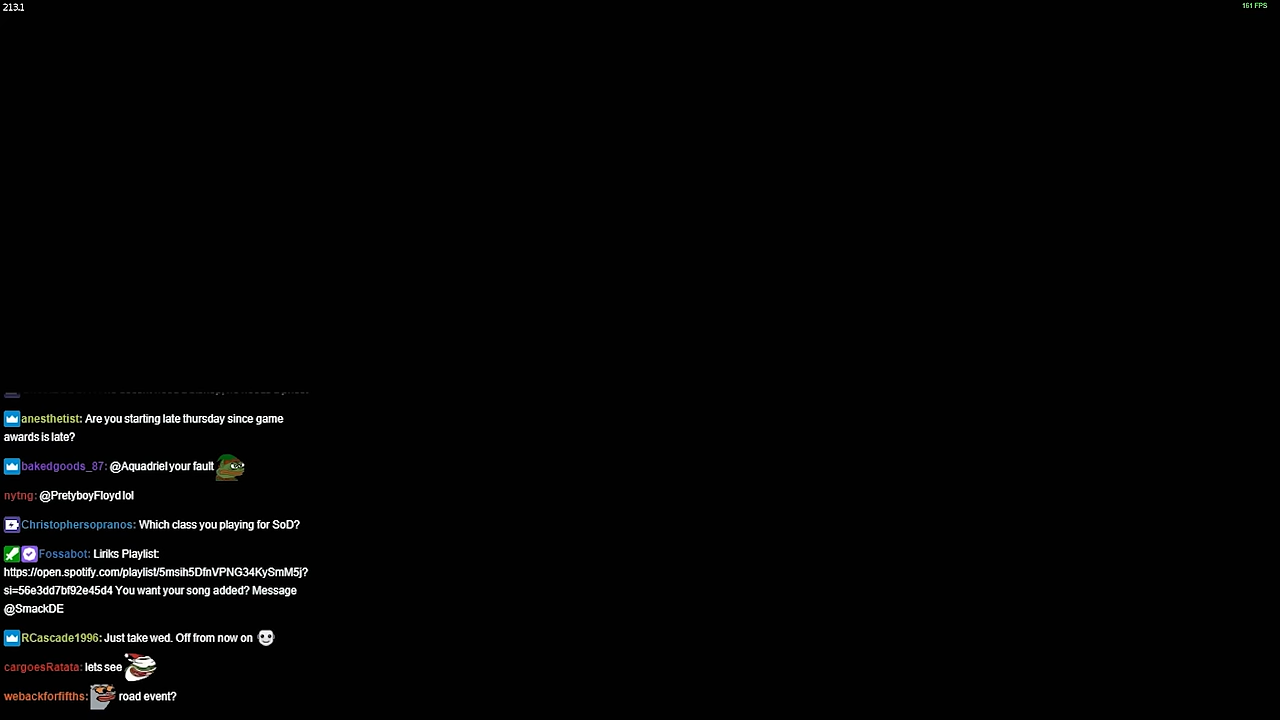 213.1
161 FPS
anesthetist: Are you starting late thursday since game
awards is late?
bakedgoods_87: @Aquadriel your fault
nytng: @PretyboyFloyd lol
Christophersopranos: Which class you playing for SoD?
Fossabot: Liriks Playlist:
https://open.spotify.com/playlist/5msih5DfnVPNG34KySmM5j?
si=56e3dd7bf92e45d4 You want your song added? Message
@SmackDE
RCascade1996: Just take wed. Off from now on
cargoesRatata: lets see
webackforfifths: road event?